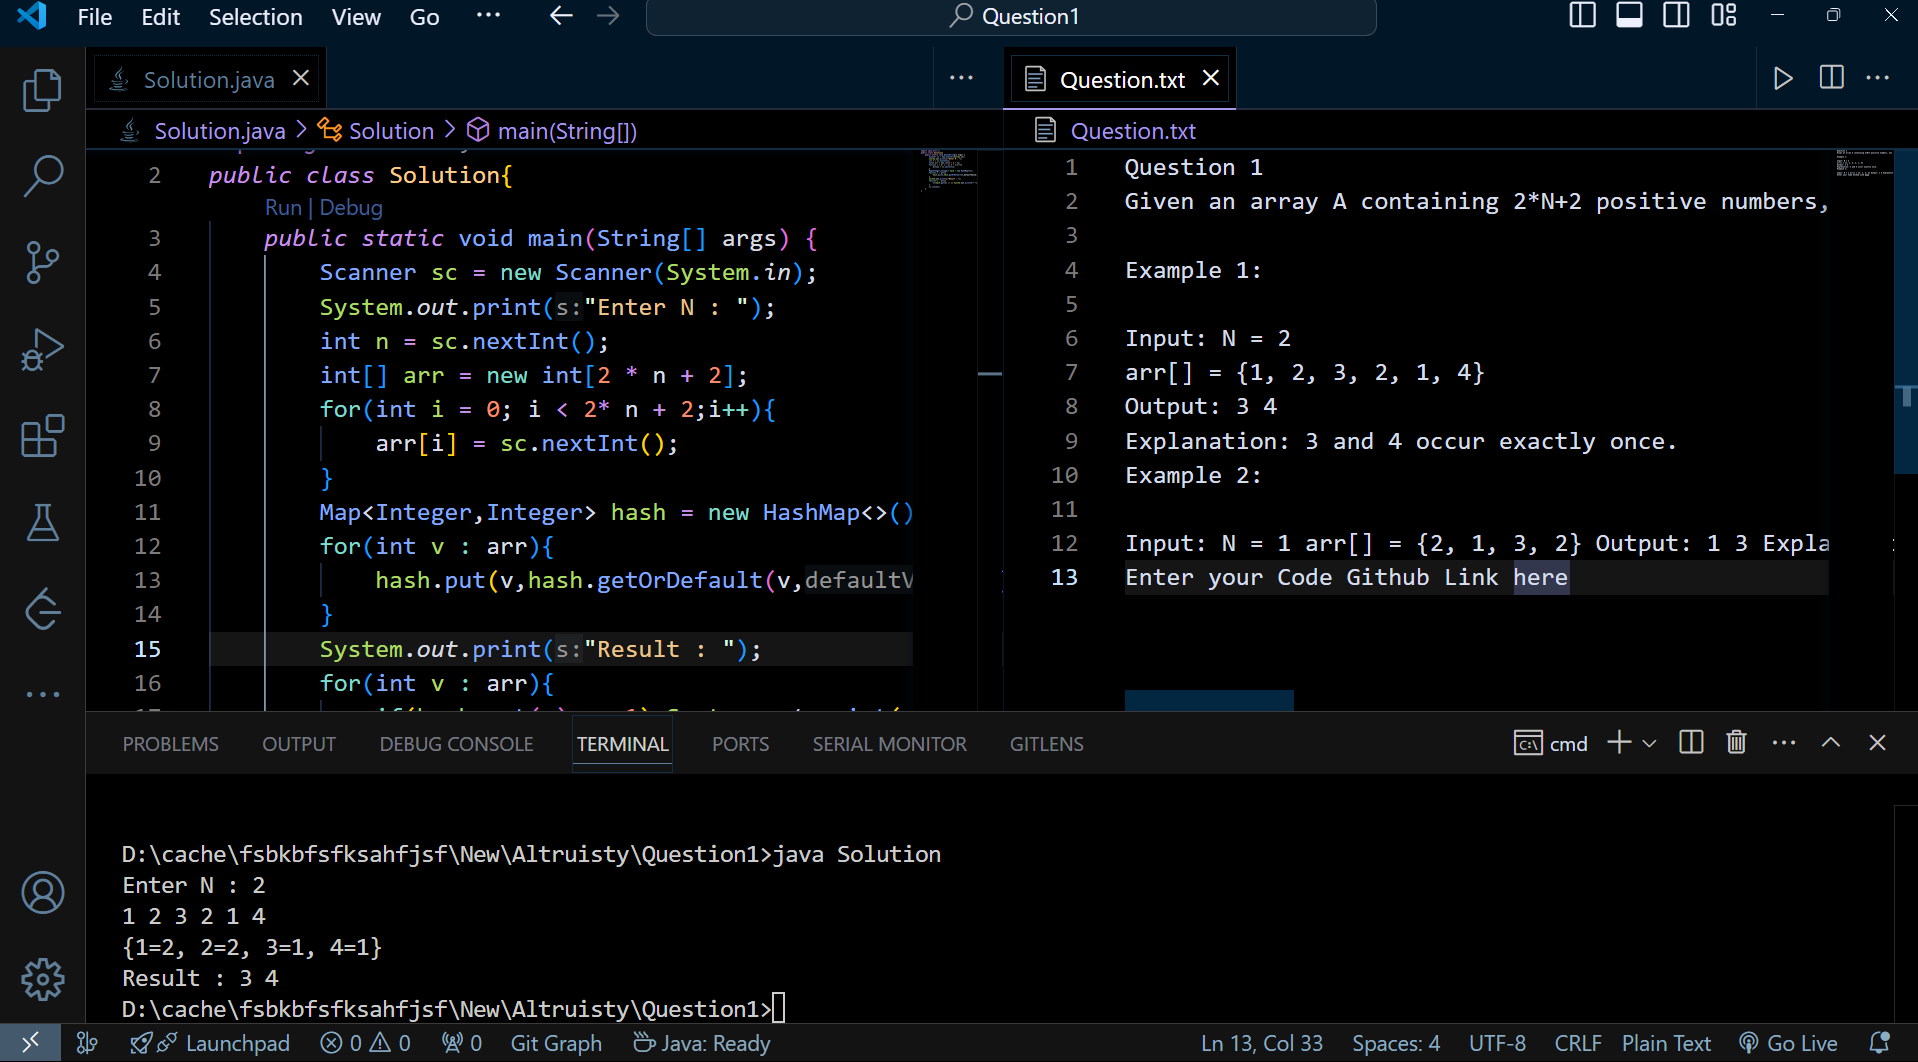 File Edit Selection View Go ··· Question1
Solution.java
Question.txt
Solution.java > Solution > main(String[])
2 public class Solution{
Run | Debug
3 public static void main(String[] args) {
4 Scanner sc = new Scanner(System.in);
5 System.out.print(s:"Enter N : ");
6 int n = sc.nextInt();
7 int[] arr = new int[2 * n + 2];
8 for(int i = 0; i < 2* n + 2;i++){
9 arr[i] = sc.nextInt();
10 }
11 Map<Integer,Integer> hash = new HashMap<>()
12 for(int v : arr){
13 hash.put(v,hash.getOrDefault(v,defaultV
14 }
15 System.out.print(s:"Result : ");
16 for(int v : arr){
Question.txt
1 Question 1
2 Given an array A containing 2*N+2 positive numbers,
3
4 Example 1:
5
6 Input: N = 2
7 arr[] = {1, 2, 3, 2, 1, 4}
8 Output: 3 4
9 Explanation: 3 and 4 occur exactly once.
10 Example 2:
11
12 Input: N = 1 arr[] = {2, 1, 3, 2} Output: 1 3 Expla
13 Enter your Code Github Link here
PROBLEMS OUTPUT DEBUG CONSOLE TERMINAL PORTS SERIAL MONITOR GITLENS cmd
D:\cache\fsbkbfsfksahfjsf\New\Altruisty\Question1>java Solution
Enter N : 2
1 2 3 2 1 4
{1=2, 2=2, 3=1, 4=1}
Result : 3 4
D:\cache\fsbkbfsfksahfjsf\New\Altruisty\Question1>
Launchpad 0 0 0 Git Graph Java: Ready Ln 13, Col 33 Spaces: 4 UTF-8 CRLF Plain Text Go Live